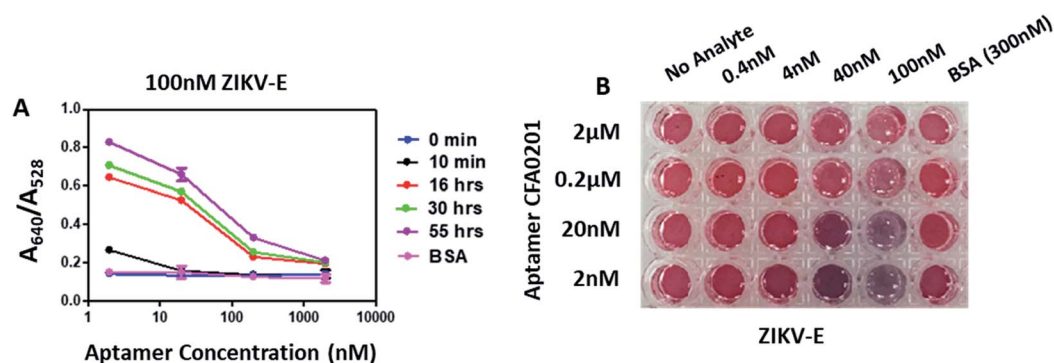 A
100nM ZIKV-E
A640/A528
1.0
0.8
0.6
0.4
0.2
0.0
1
10
100
1000
10000
Aptamer Concentration (nM)
0 min
10 min
16 hrs
30 hrs
55 hrs
BSA
B
No Analyte
0.4nM
4nM
40nM
100nM
BSA (300nM)
Aptamer CFA0201
2µM
0.2µM
20nM
2nM
ZIKV-E